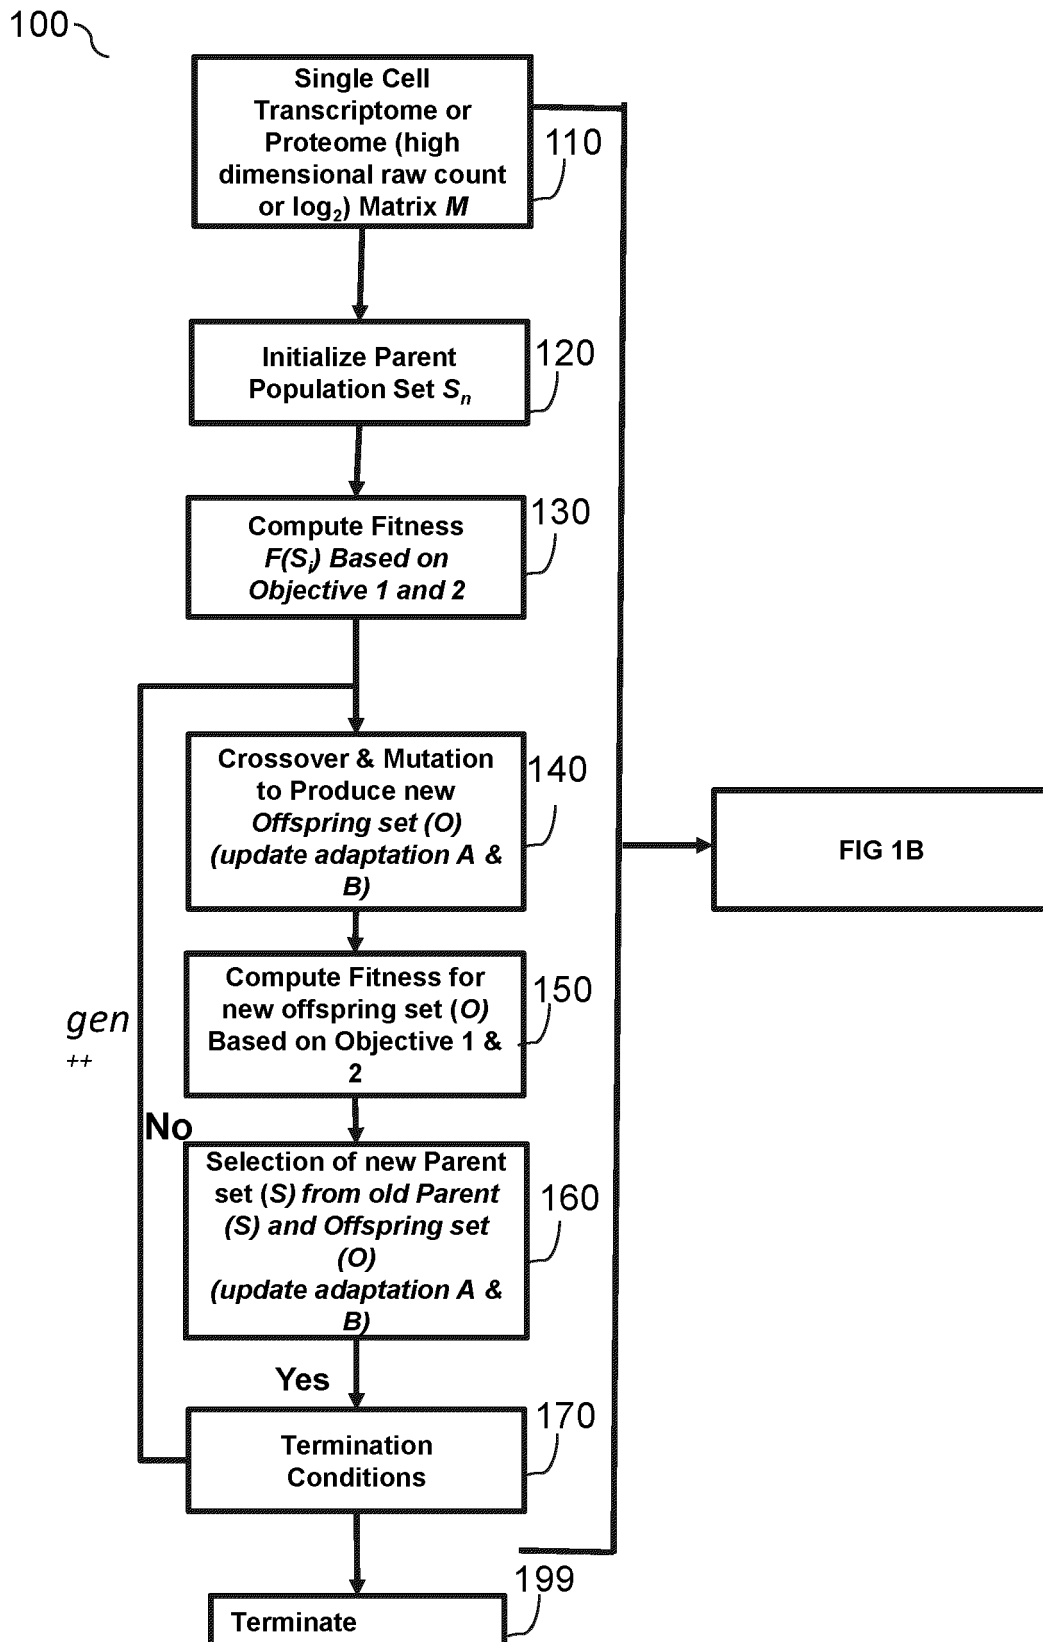 100
Single Cell
Transcriptome or
Proteome (high
dimensional raw count
or log₂) Matrix M
110
Initialize Parent
Population Set Sₙ
120
Compute Fitness
F(Sᵢ) Based on
Objective 1 and 2
130
Crossover & Mutation
to Produce new
Offspring set (O)
(update adaptation A &
B)
140
FIG 1B
Compute Fitness for
new offspring set (O)
Based on Objective 1 &
2
150
gen
++
No
Selection of new Parent
set (S) from old Parent
(S) and Offspring set
(O)
(update adaptation A &
B)
160
Yes
Termination
Conditions
170
Terminate
199